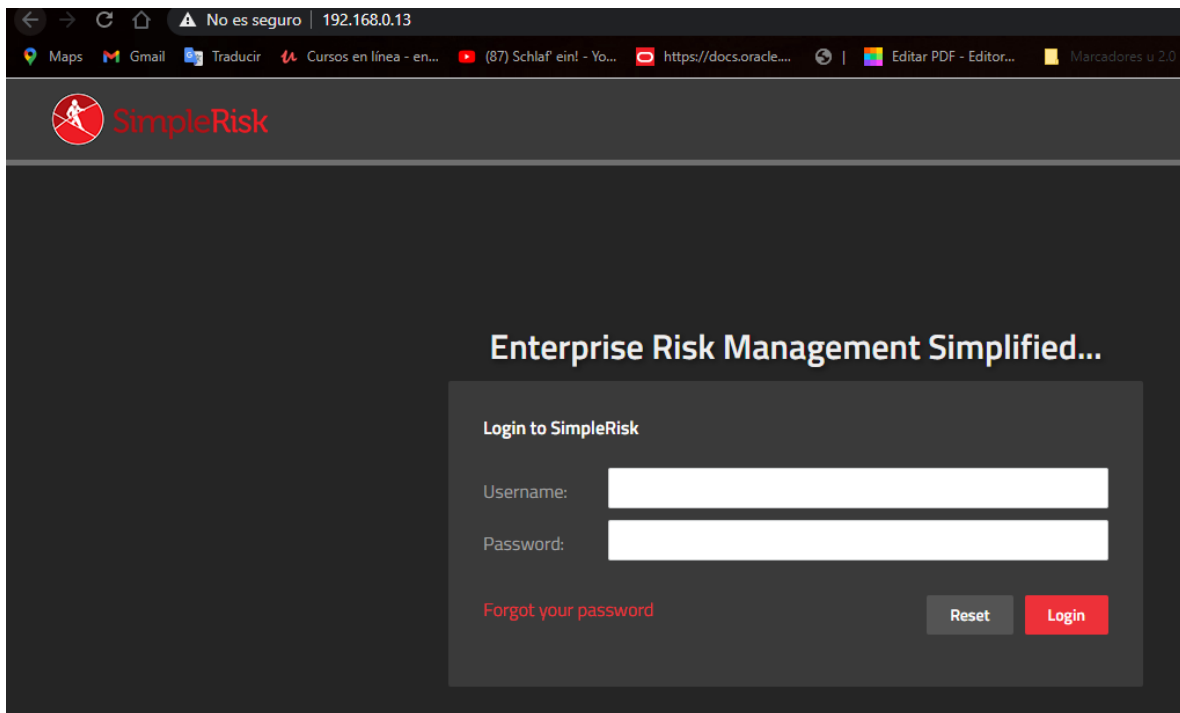 No es seguro | 192.168.0.13
Maps Gmail Traducir Cursos en línea - en... (87) Schlaf' ein! - Yo... https://docs.oracle.... | Editar PDF - Editor... Marcadores u 2.0
SimpleRisk
Enterprise Risk Management Simplified...
Login to SimpleRisk
Username:
Password:
Forgot your password Reset Login